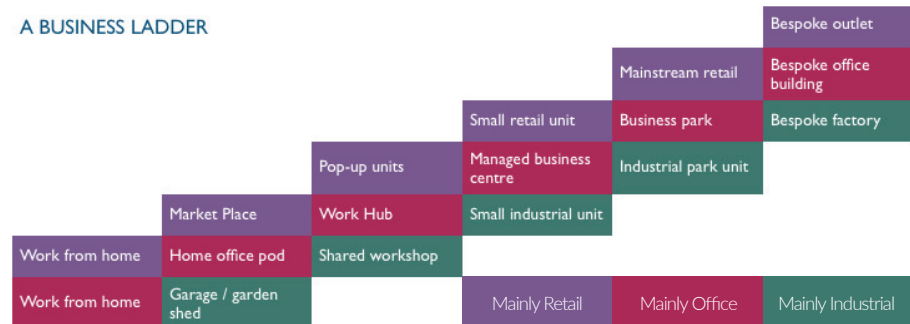 A BUSINESS LADDER
Bespoke outlet
Mainstream retail
Bespoke office
building
Small retail unit
Business park
Bespoke factory
Pop-up units
Managed business
centre
Industrial park unit
Market Place
Work Hub
Small industrial unit
Work from home
Home office pod
Shared workshop
Work from home
Garage / garden
shed
Mainly Retail
Mainly Office
Mainly Industrial